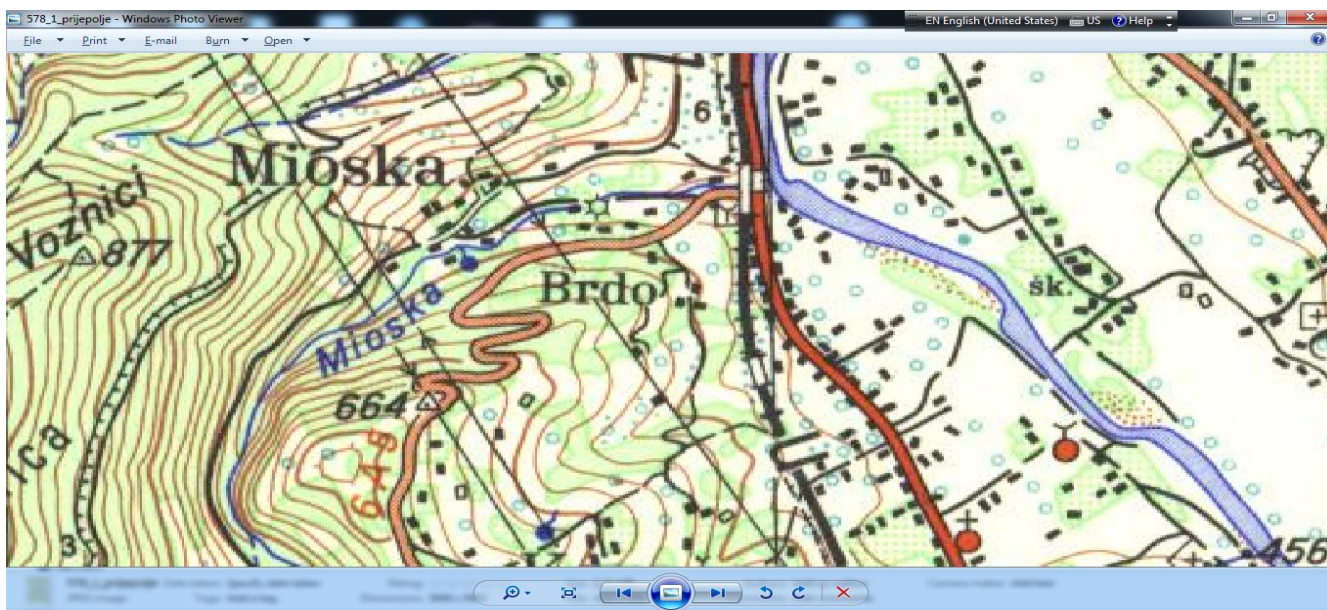 578_1_prijepolje - Windows Photo Viewer
EN English (United States) US Help
File Print E-mail Burn Open
6
Mioska
Voznici
877
Brdo
šk.
Mioska
664
645
ica
3
456